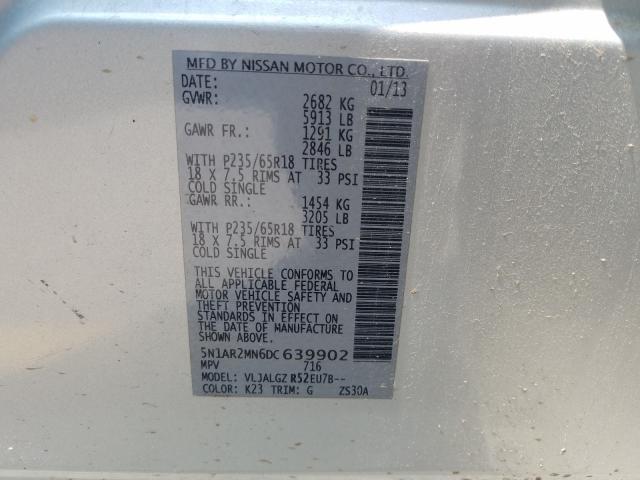 MFD BY NISSAN MOTOR CO., LTD.
DATE: 01/13
GVWR: 2682 KG
5913 LB
GAWR FR.: 1291 KG
2846 LB
WITH P235/65R18 TIRES
18 X 7.5 RIMS AT 33 PSI
COLD SINGLE
GAWR RR.: 1454 KG
3205 LB
WITH P235/65R18 TIRES
18 X 7.5 RIMS AT 33 PSI
COLD SINGLE
THIS VEHICLE CONFORMS TO
ALL APPLICABLE FEDERAL
MOTOR VEHICLE SAFETY AND
THEFT PREVENTION
STANDARDS IN EFFECT ON
THE DATE OF MANUFACTURE
SHOWN ABOVE.
5N1AR2MN6DC 639902
MPV 716
MODEL: VLJALGZ R52EU7B--
COLOR: K23 TRIM: G ZS30A